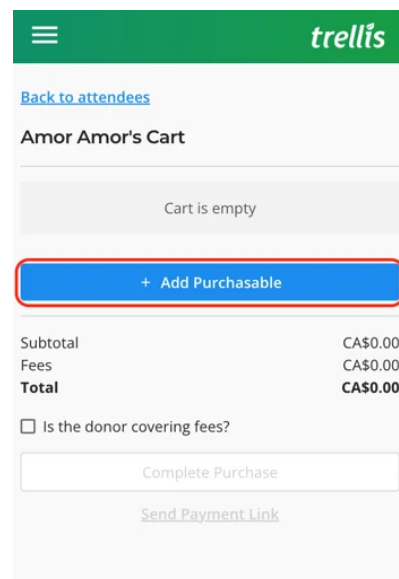 trellis
Back to attendees
Amor Amor's Cart
Cart is empty
+ Add Purchasable
Subtotal CA$0.00
Fees CA$0.00
Total CA$0.00
Is the donor covering fees?
Complete Purchase
Send Payment Link